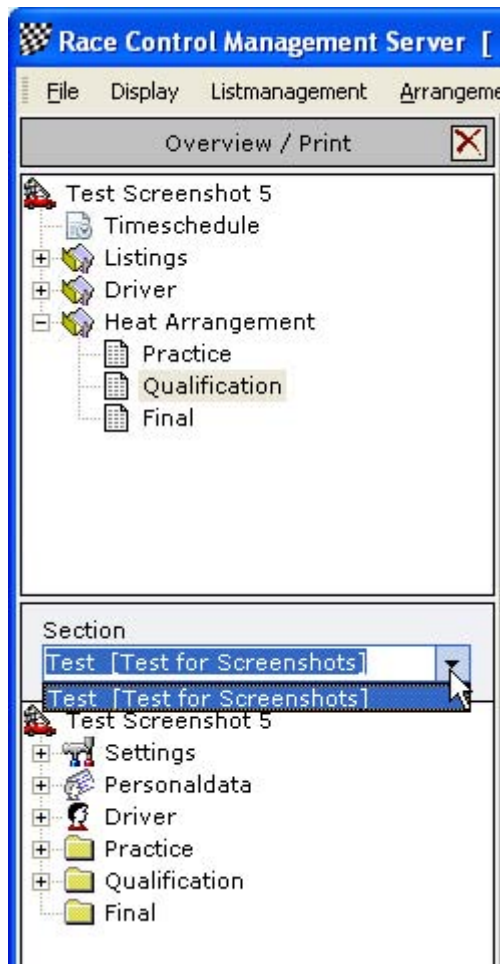 Race Control Management Server [
File Display Listmanagement Arrangeme
Overview / Print
Test Screenshot 5
Timeschedule
Listings
Driver
Heat Arrangement
Practice
Qualification
Final
Section
Test [Test for Screenshots]
Test [Test for Screenshots]
Test Screenshot 5
Settings
Personaldata
Driver
Practice
Qualification
Final